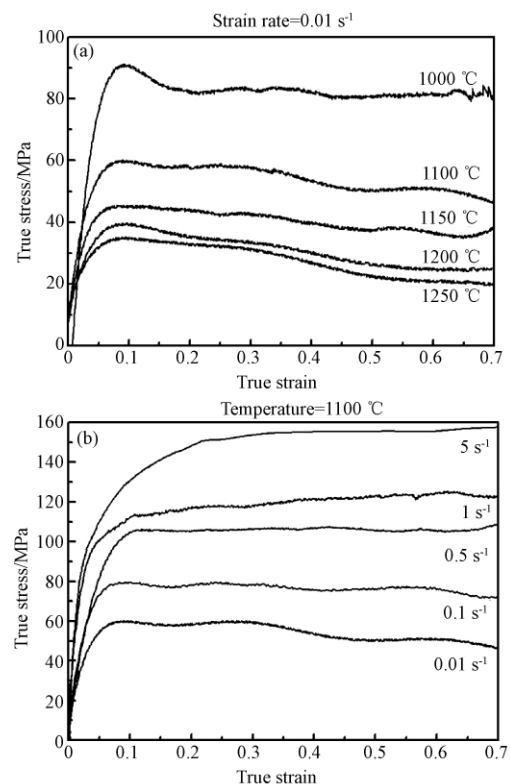 Strain rate=0.01 s⁻¹
(a)
100
80
60
40
20
0
True stress/MPa
1000 ℃
1100 ℃
1150 ℃
1200 ℃
1250 ℃
0 0.1 0.2 0.3 0.4 0.5 0.6 0.7
True strain
Temperature=1100 ℃
(b)
160
140
120
100
80
60
40
20
0
True stress/MPa
5 s⁻¹
1 s⁻¹
0.5 s⁻¹
0.1 s⁻¹
0.01 s⁻¹
0 0.1 0.2 0.3 0.4 0.5 0.6 0.7
True strain